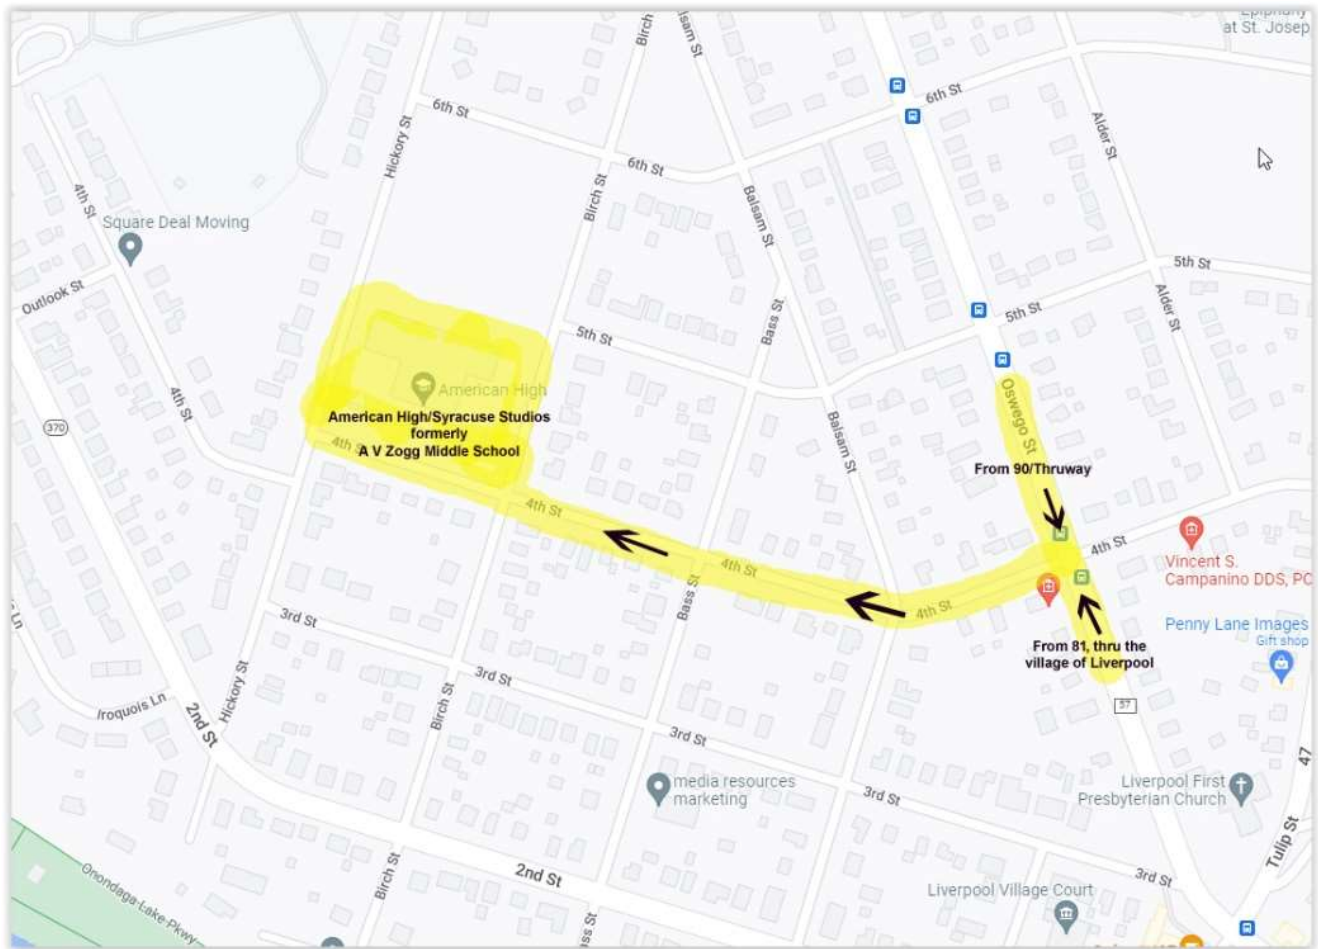 Birch
lsam St
at St. Josep
6th St
6th St
Hickory St
Alder St
4th St
6th St
Birch St
Balsam St
Square Deal Moving
5th St
Outlook St
Alder St
Bass St
5th St
5th St
American High
Oswego St
4th St
370
American High/Syracuse Studios
formerly
A V Zogg Middle School
4th St
Balsam St
From 90/Thruway
4th St
4th St
Vincent S.
Campanino DDS, PC
4th St
Bass St
4th St
3rd St
Penny Lane Images
Gift shop
From 81, thru the
village of Liverpool
Ln
Hickory St
3rd St
Iroquois Ln
Birch St
57
2nd St
3rd St
47
media resources
marketing
Liverpool First
Presbyterian Church
3rd St
Tulip St
Onondaga Lake Pkwy
Birch St
2nd St
3rd St
Liverpool Village Court
ss St